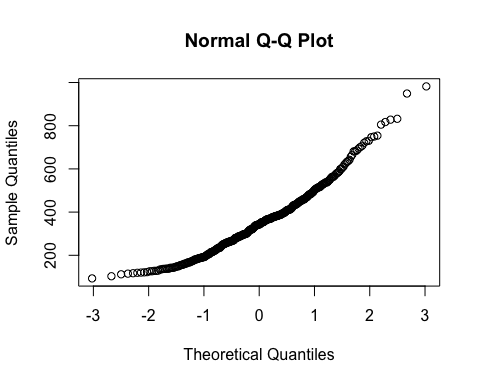 Normal Q-Q Plot
Sample Quantiles
800
600
400
200
-3 -2 -1 0 1 2 3
Theoretical Quantiles